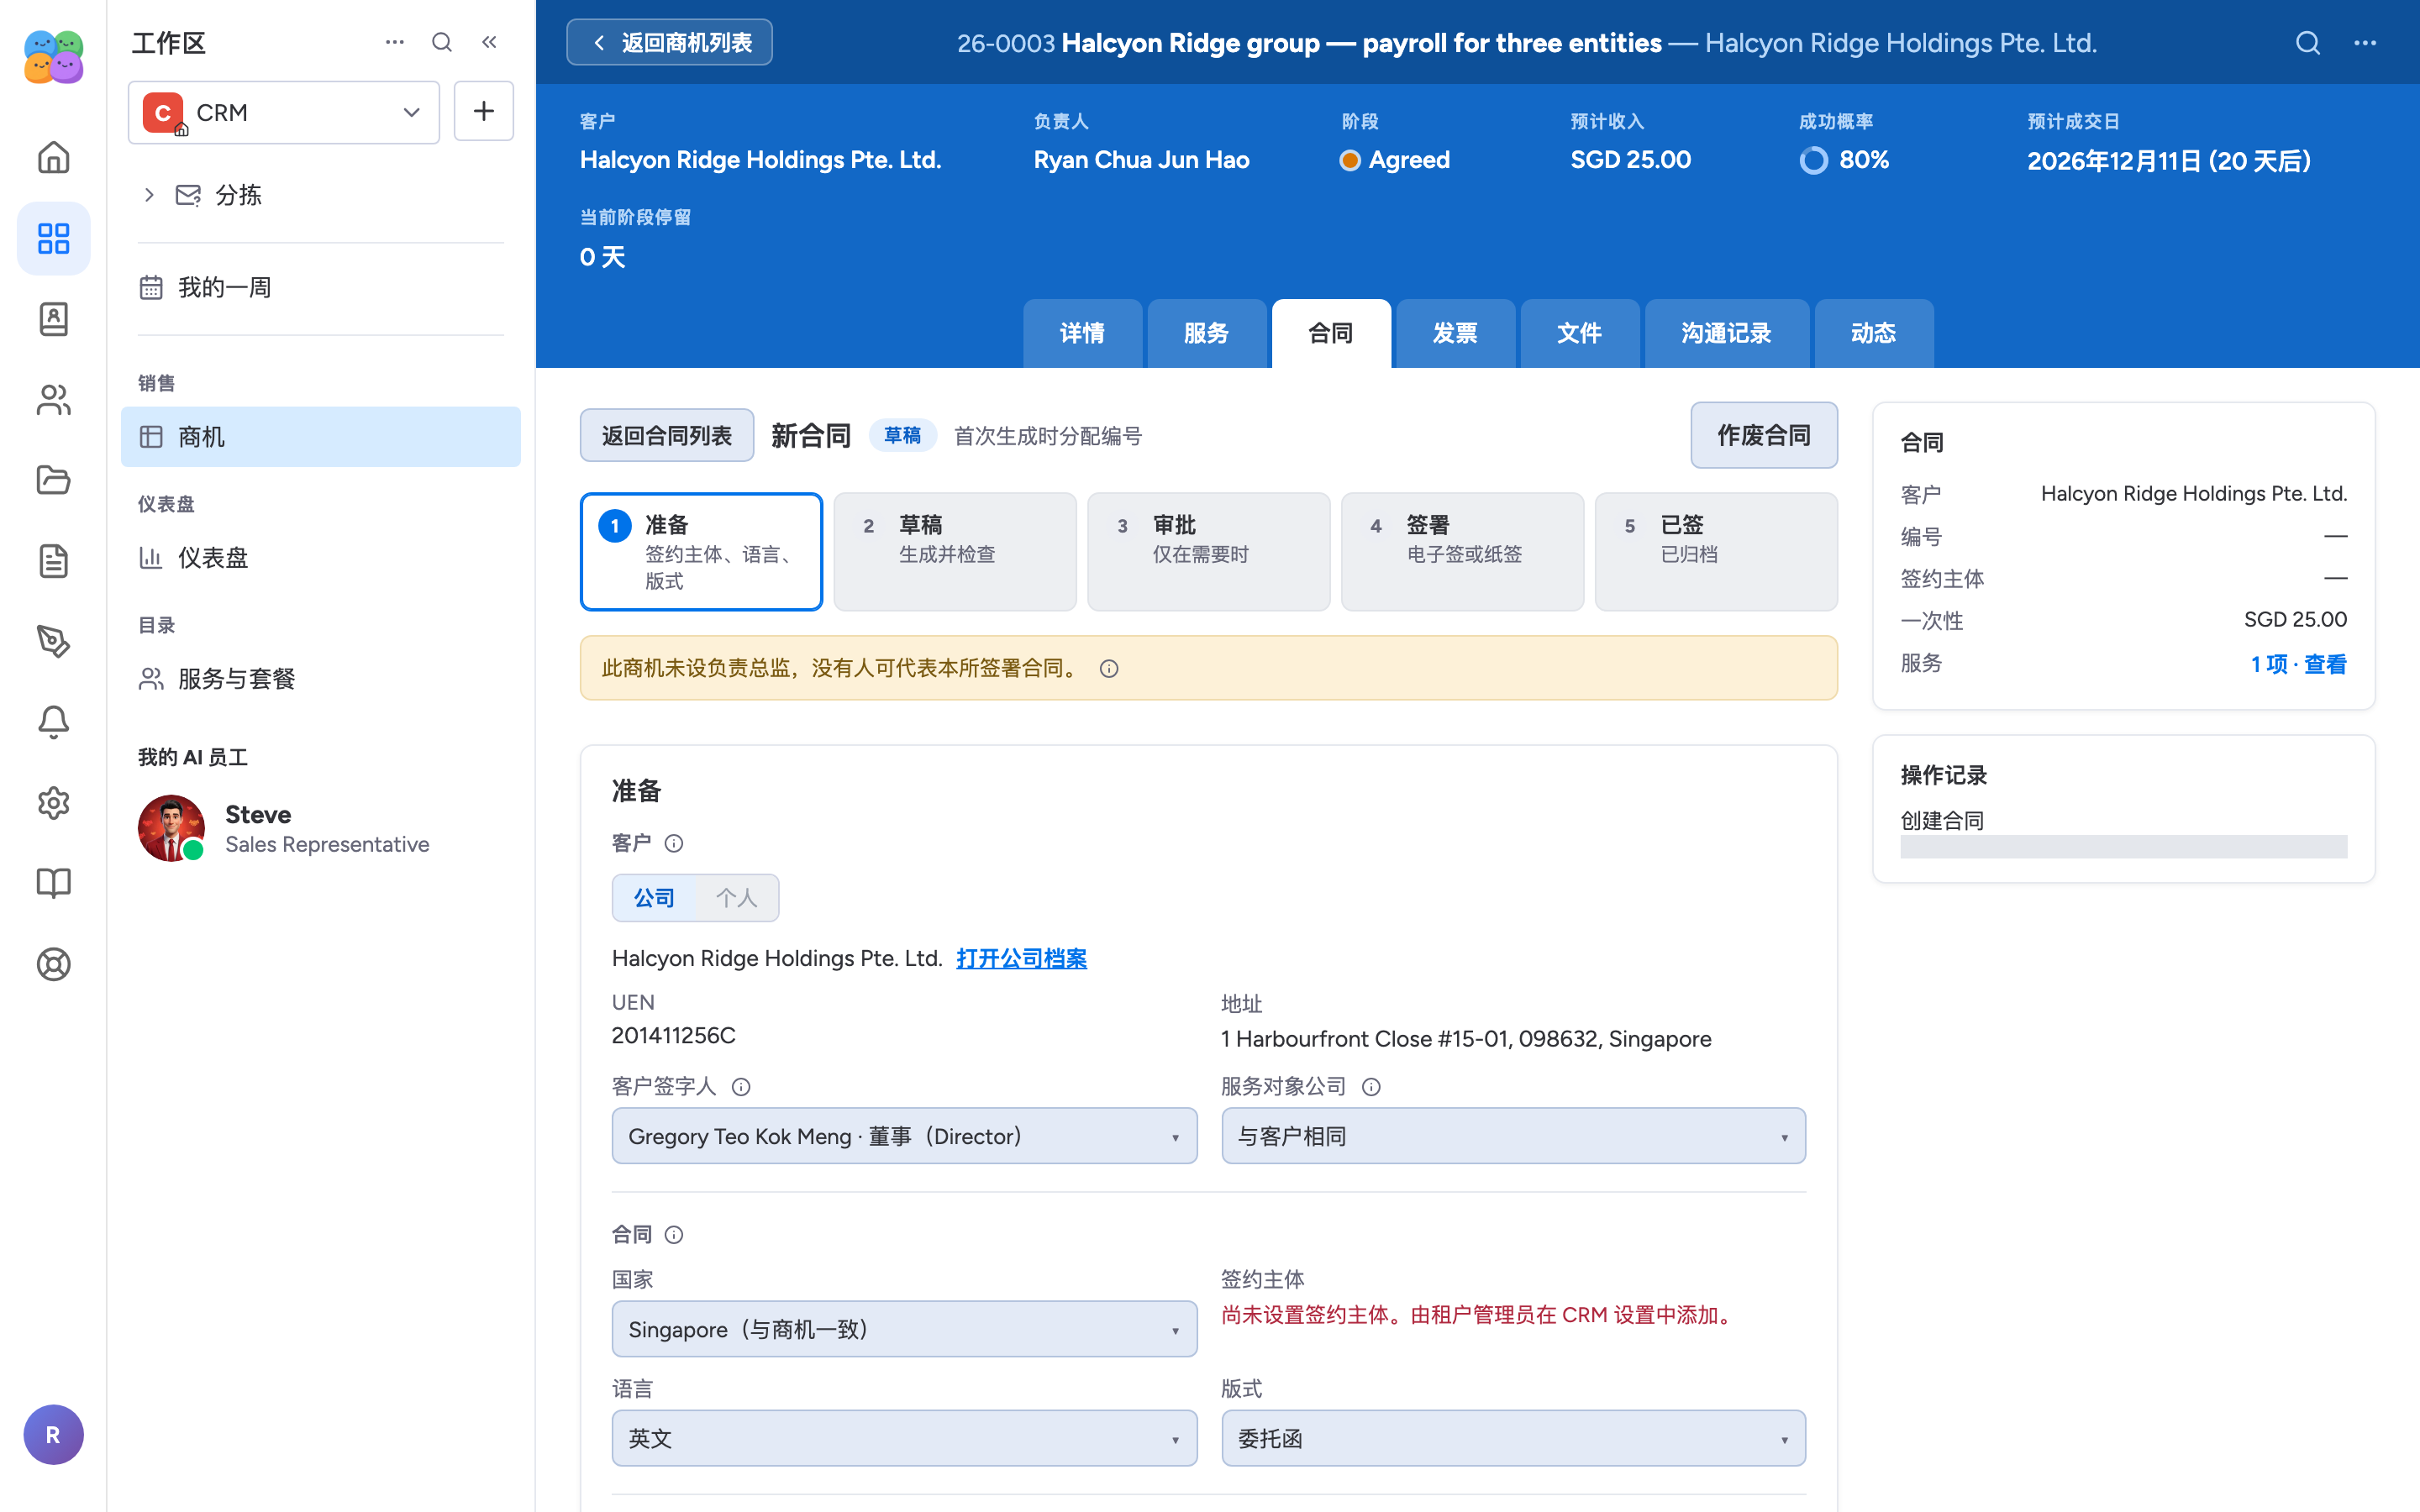 工作区
C
CRM
分拣
我的一周
销售
商机
仪表盘
仪表盘
目录
服务与套餐
我的 AI 员工
Steve
Sales Representative
R
返回商机列表
26-0003 Halcyon Ridge group — payroll for three entities — Halcyon Ridge Holdings Pte. Ltd.
客户
Halcyon Ridge Holdings Pte. Ltd.
负责人
Ryan Chua Jun Hao
阶段
Agreed
预计收入
SGD 25.00
成功概率
80%
预计成交日
2026年12月11日 (20 天后)
当前阶段停留
0 天
详情
服务
合同
发票
文件
沟通记录
动态
返回合同列表
新合同
草稿
首次生成时分配编号
作废合同
1
准备
签约主体、语言、
版式
2
草稿
生成并检查
3
审批
仅在需要时
4
签署
电子签或纸签
5
已签
已归档
此商机未设负责总监，没有人可代表本所签署合同。
准备
客户
公司
个人
Halcyon Ridge Holdings Pte. Ltd. 打开公司档案
UEN
201411256C
地址
1 Harbourfront Close #15-01, 098632, Singapore
客户签字人
Gregory Teo Kok Meng · 董事（Director）
服务对象公司
与客户相同
合同
国家
Singapore（与商机一致）
签约主体
尚未设置签约主体。由租户管理员在 CRM 设置中添加。
语言
英文
版式
委托函
合同
客户
Halcyon Ridge Holdings Pte. Ltd.
编号
—
签约主体
—
一次性
SGD 25.00
服务
1 项 · 查看
操作记录
创建合同